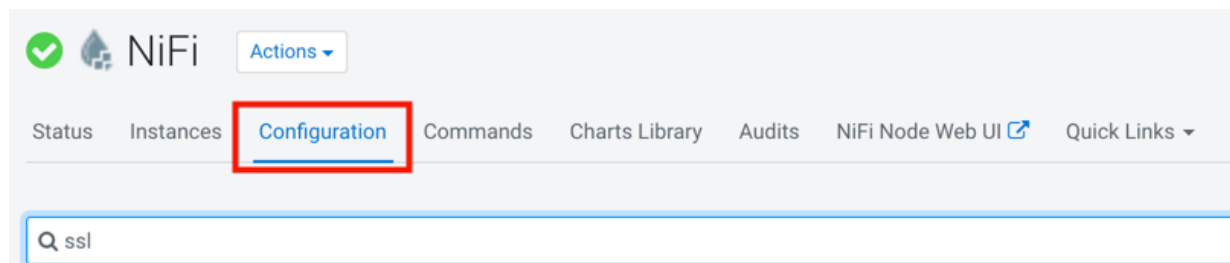 NiFi Actions
Status Instances Configuration Commands Charts Library Audits NiFi Node Web UI Quick Links
ssl